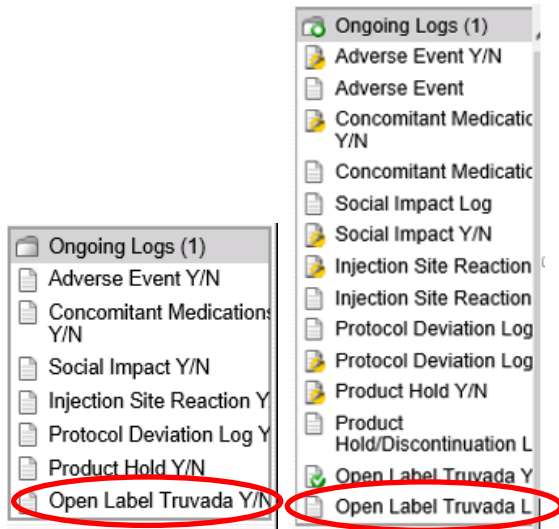 Ongoing Logs (1)
Adverse Event Y/N
Concomitant Medications
Y/N
Social Impact Y/N
Injection Site Reaction Y
Protocol Deviation Log Y
Product Hold Y/N
Open Label Truvada Y/N
Ongoing Logs (1)
Adverse Event Y/N
Adverse Event
Concomitant Medicatic
Y/N
Concomitant Medicatic
Social Impact Log
Social Impact Y/N
Injection Site Reaction
Injection Site Reaction
Protocol Deviation Log
Protocol Deviation Log
Product Hold Y/N
Product
Hold/Discontinuation L
Open Label Truvada Y
Open Label Truvada L